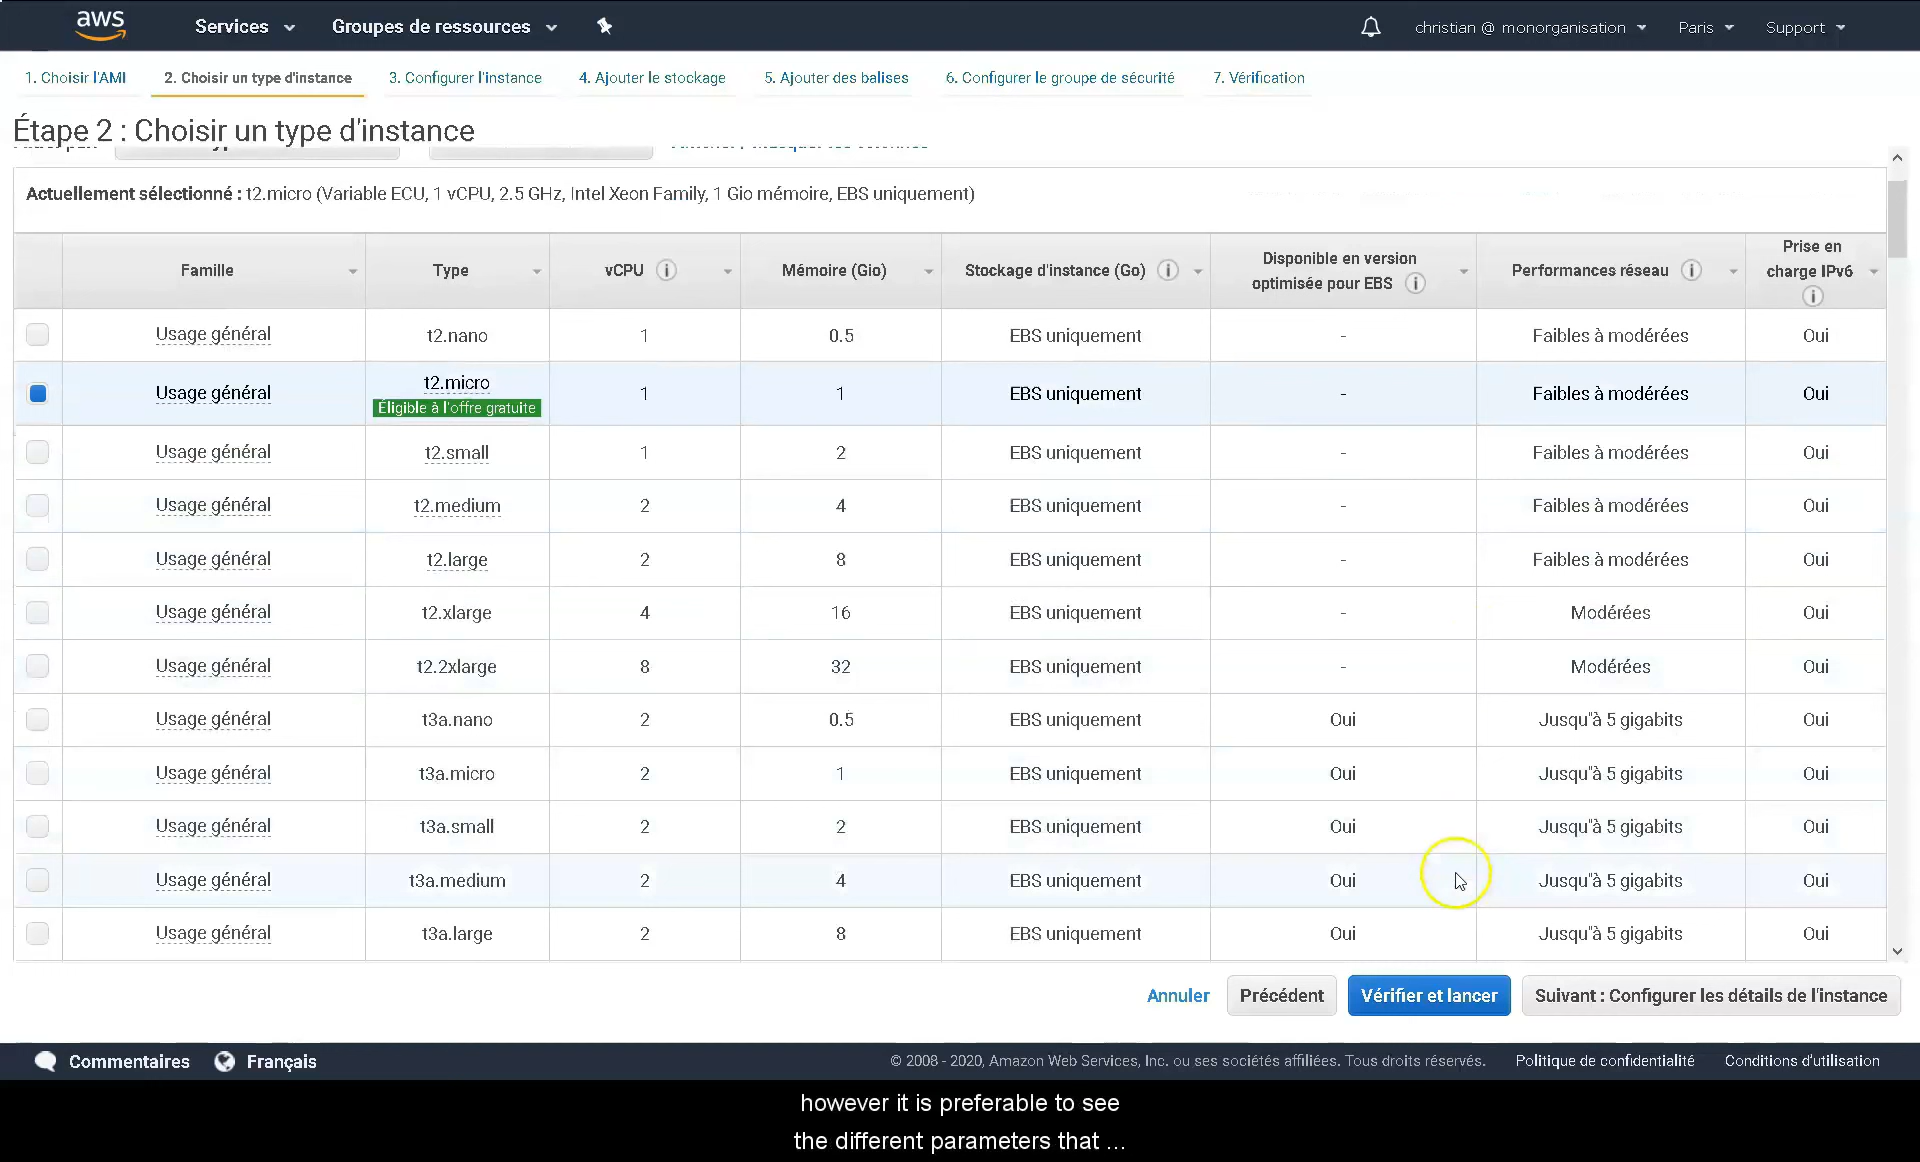 aws Services Groupes de ressources christian @ monorganisation Paris Support
1. Choisir l'AMI 2. Choisir un type d'instance 3. Configurer l'instance 4. Ajouter le stockage 5. Ajouter des balises 6. Configurer le groupe de sécurité 7. Vérification
Étape 2 : Choisir un type d'instance
Actuellement sélectionné : t2.micro (Variable ECU, 1 vCPU, 2.5 GHz, Intel Xeon Family, 1 Gio mémoire, EBS uniquement)
Famille Type vCPU i Mémoire (Gio) Stockage d'instance (Go) i Disponible en version optimisée pour EBS i Performances réseau i Prise en charge IPv6 i
Usage général t2.nano 1 0.5 EBS uniquement - Faibles à modérées Oui
Usage général t2.micro Éligible à l'offre gratuite 1 1 EBS uniquement - Faibles à modérées Oui
Usage général t2.small 1 2 EBS uniquement - Faibles à modérées Oui
Usage général t2.medium 2 4 EBS uniquement - Faibles à modérées Oui
Usage général t2.large 2 8 EBS uniquement - Faibles à modérées Oui
Usage général t2.xlarge 4 16 EBS uniquement - Modérées Oui
Usage général t2.2xlarge 8 32 EBS uniquement - Modérées Oui
Usage général t3a.nano 2 0.5 EBS uniquement Oui Jusqu"à 5 gigabits Oui
Usage général t3a.micro 2 1 EBS uniquement Oui Jusqu"à 5 gigabits Oui
Usage général t3a.small 2 2 EBS uniquement Oui Jusqu"à 5 gigabits Oui
Usage général t3a.medium 2 4 EBS uniquement Oui Jusqu"à 5 gigabits Oui
Usage général t3a.large 2 8 EBS uniquement Oui Jusqu"à 5 gigabits Oui
Annuler Précédent Vérifier et lancer Suivant : Configurer les détails de l'instance
Commentaires Français © 2008 - 2020, Amazon Web Services, Inc. ou ses sociétés affiliées. Tous droits réservés. Politique de confidentialité Conditions d'utilisation
however it is preferable to see
the different parameters that ...